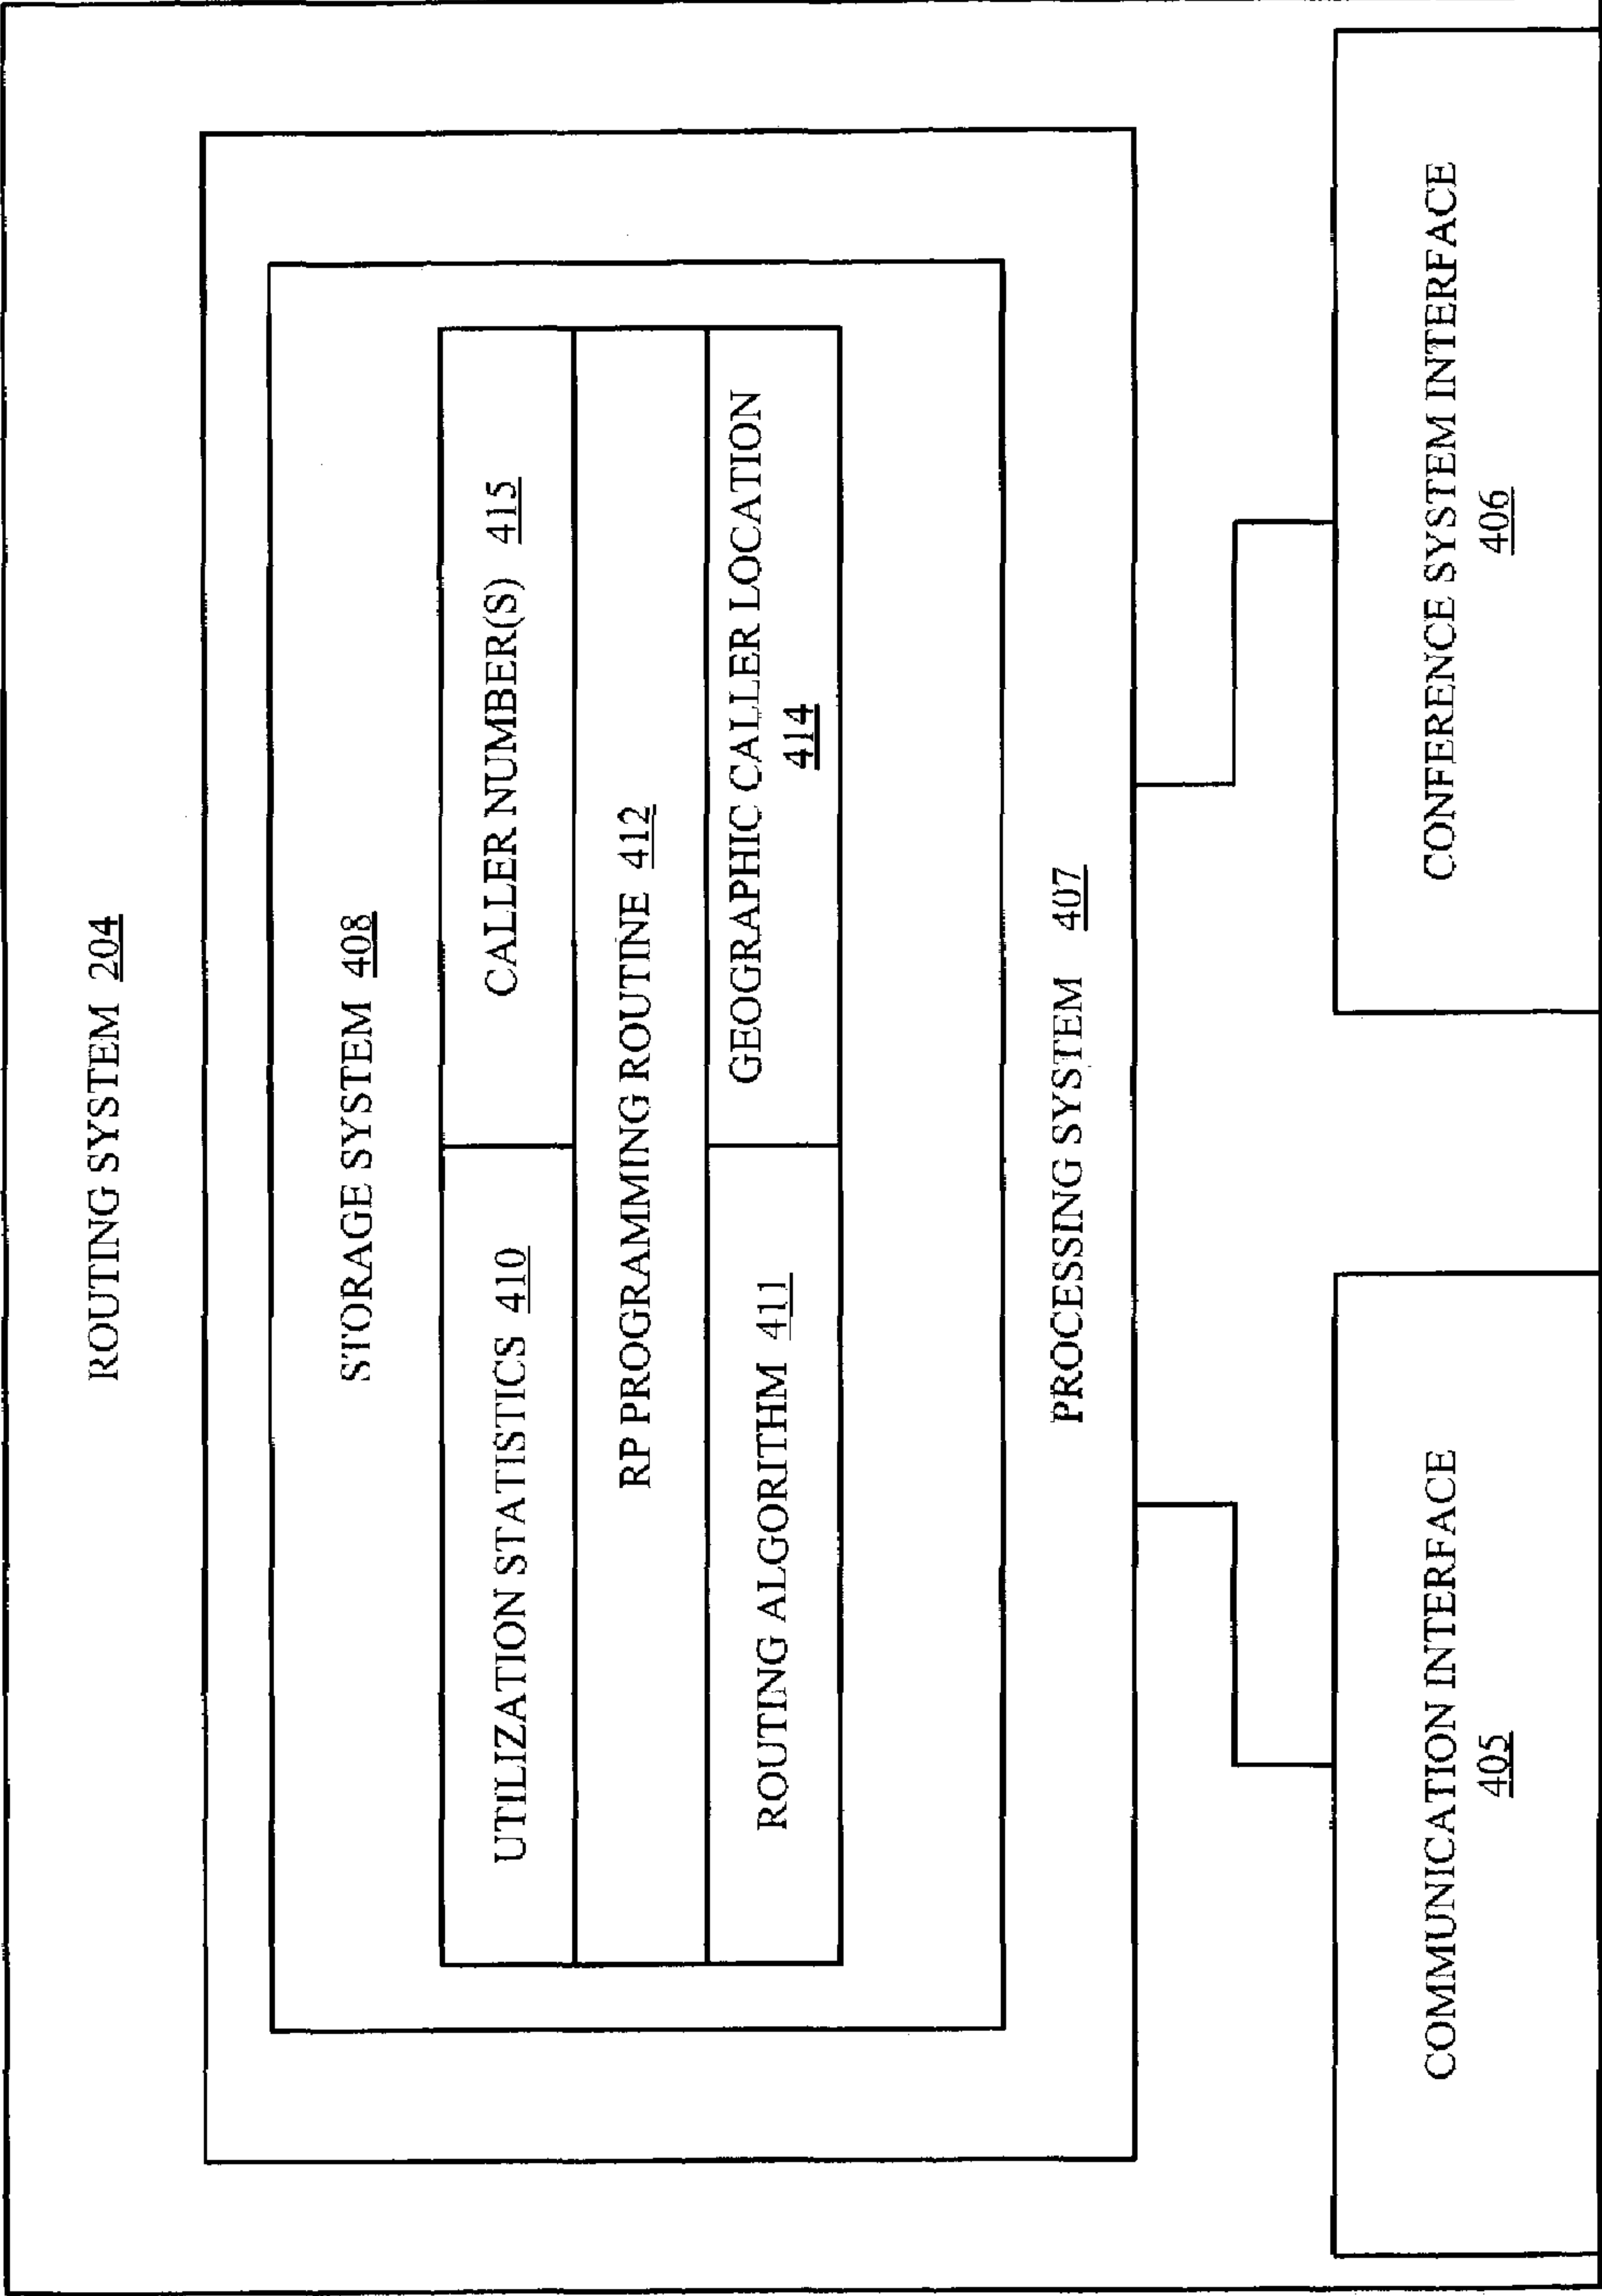 ROUTING SYSTEM 204
STORAGE SYSTEM 408
UTILIZATION STATISTICS 410
CALLER NUMBER(S) 415
RP PROGRAMMING ROUTINE 412
ROUTING ALGORITHM 411
GEOGRAPHIC CALLER LOCATION
414
PROCESSING SYSTEM 407
COMMUNICATION INTERFACE
405
CONFERENCE SYSTEM INTERFACE
406